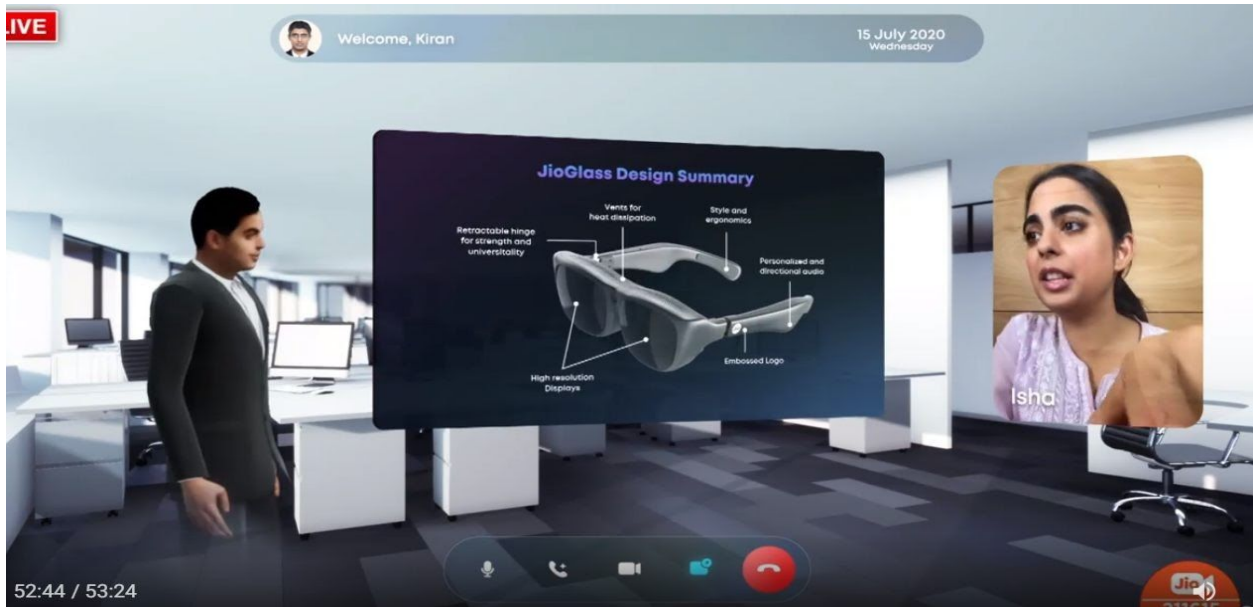 LIVE
Welcome, Kiran
15 July 2020
Wednesday
JioGlass Design Summary
Vents for
heat dissipation
Style and
ergonomics
Retractable hinge
for strength and
universitality
Personalized and
directional audio
High resolution
Displays
Embossed Logo
Isha
52:44 / 53:24
Jio